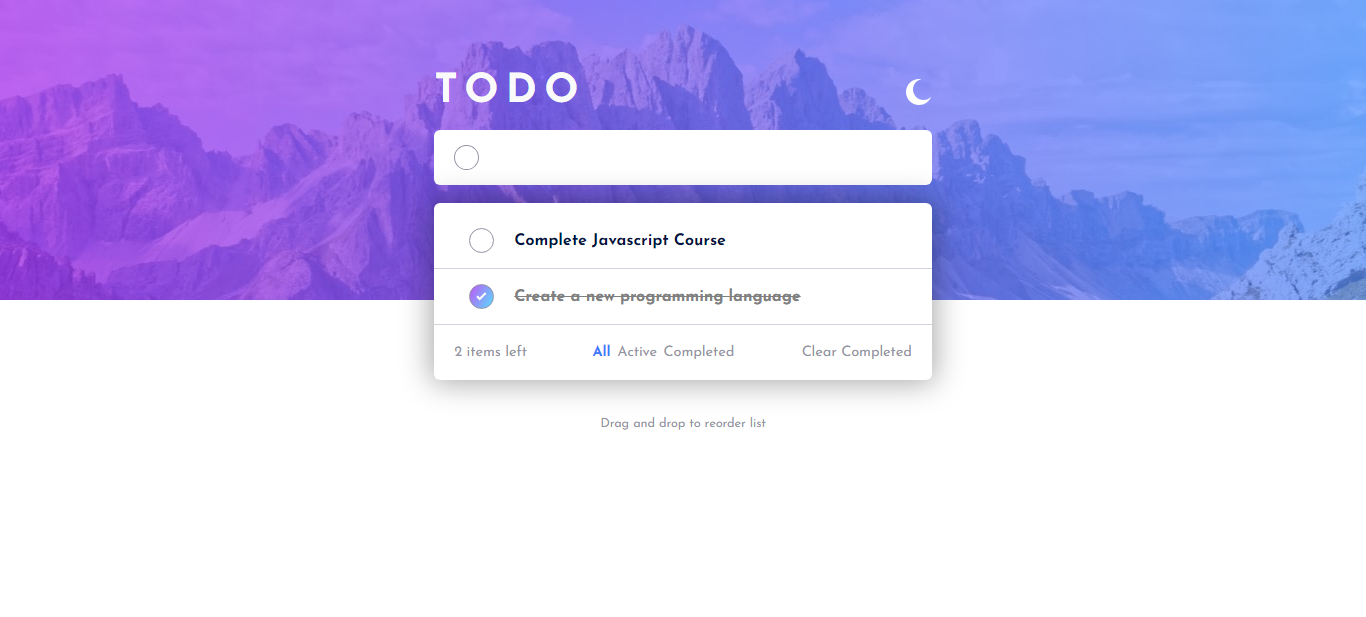 TODO
Complete Javascript Course
Create a new programming language
2 items left All Active Completed Clear Completed
Drag and drop to reorder list